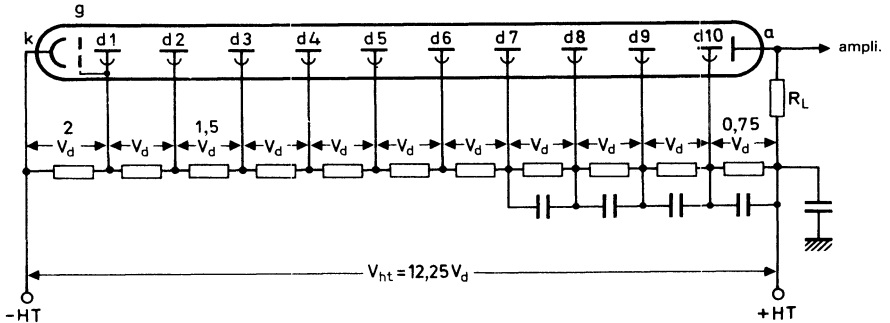 g
k d1 d2 d3 d4 d5 d6 d7 d8 d9 d10 a ampli.
R_L
2 1,5 0,75
V_d V_d V_d V_d V_d V_d V_d V_d V_d V_d V_d
V_ht = 12,25 V_d
-HT +HT